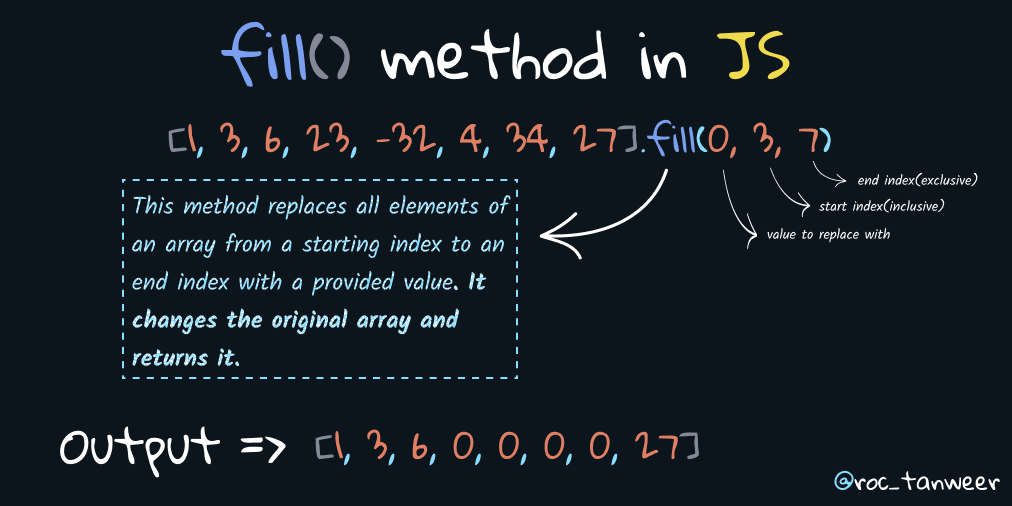 fill() method in JS
[1, 3, 6, 23, -32, 4, 34, 27].fill(0, 3, 7)
end index(exclusive)
start index(inclusive)
value to replace with
This method replaces all elements of
an array from a starting index to an
end index with a provided value. It
changes the original array and
returns it.
Output => [1, 3, 6, 0, 0, 0, 0, 27]
@roc_tanweer